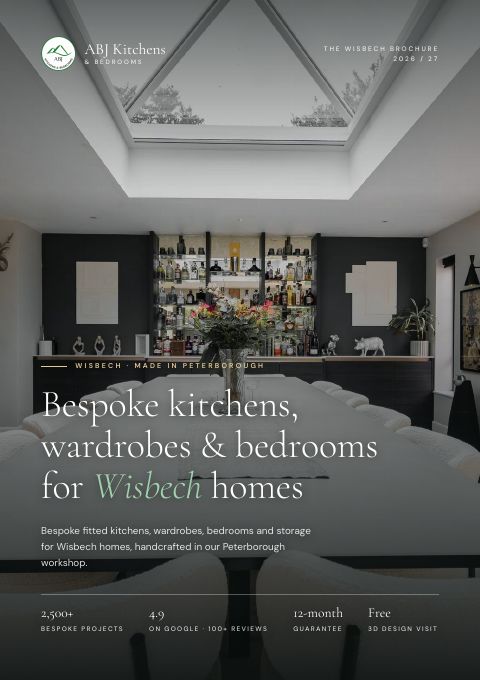 ABJ
ABJ Kitchens
& BEDROOMS
THE WISBECH BROCHURE
2026 / 27
WISBECH · MADE IN PETERBOROUGH
Bespoke kitchens,
wardrobes & bedrooms
for Wisbech homes
Bespoke fitted kitchens, wardrobes, bedrooms and storage
for Wisbech homes, handcrafted in our Peterborough
workshop.
2,500+
BESPOKE PROJECTS
4.9
ON GOOGLE · 100+ REVIEWS
12-month
GUARANTEE
Free
3D DESIGN VISIT